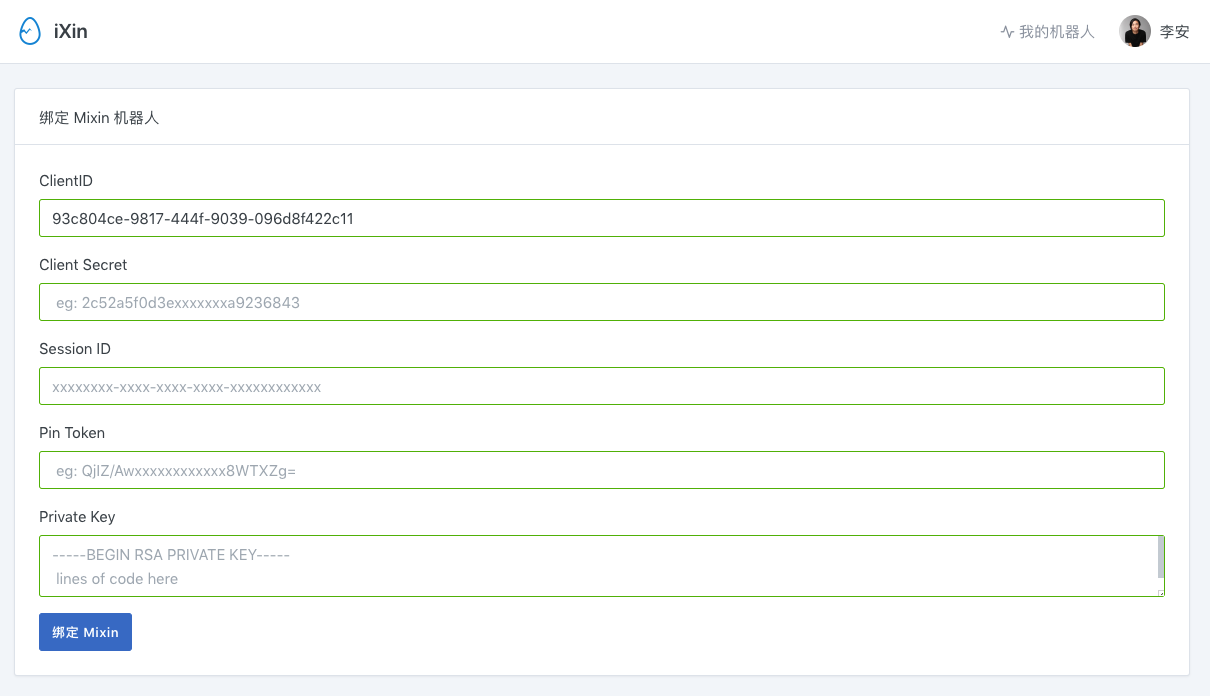 iXin
我的机器人
李安
绑定 Mixin 机器人
ClientID
93c804ce-9817-444f-9039-096d8f422c11
Client Secret
eg: 2c52a5f0d3exxxxxxxa9236843
Session ID
xxxxxxxx-xxxx-xxxx-xxxx-xxxxxxxxxxxx
Pin Token
eg: QjIZ/Awxxxxxxxxxxxx8WTXZg=
Private Key
-----BEGIN RSA PRIVATE KEY-----
lines of code here
绑定 Mixin